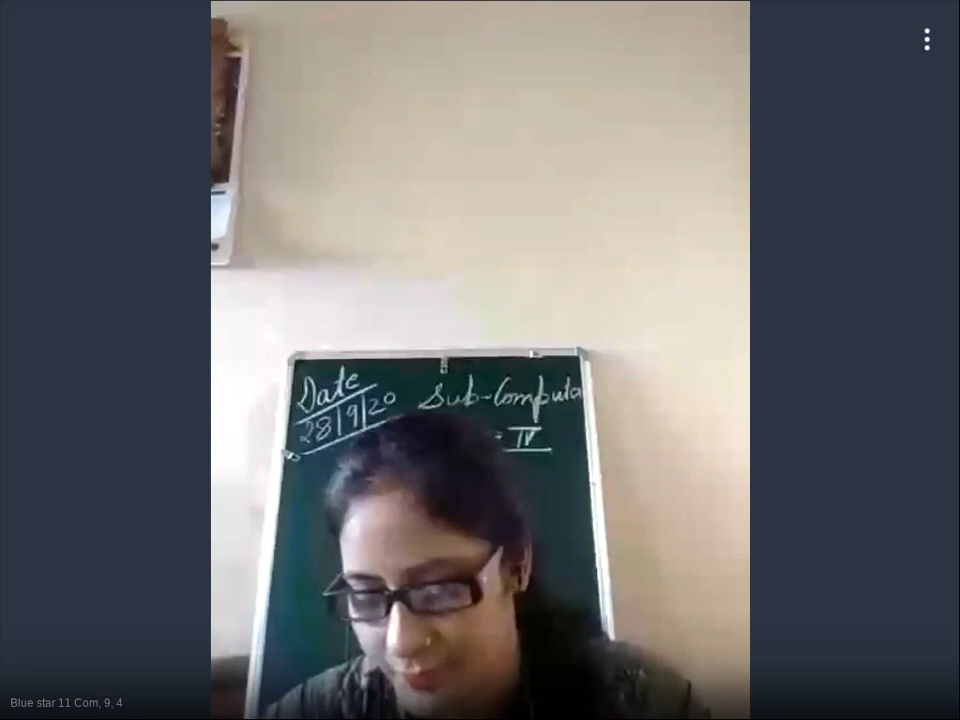 Date
28/9/20
Sub-Computa
IV
Blue star 11 Com, 9, 4